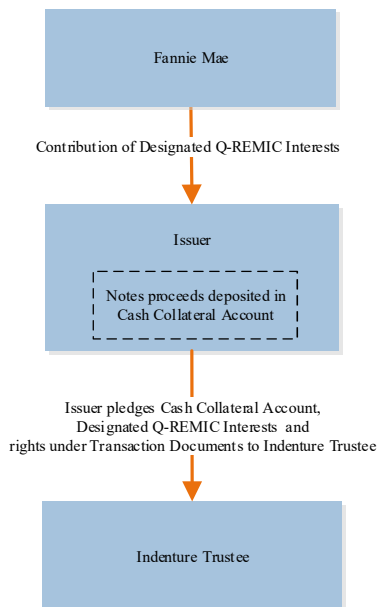 Fannie Mae
Contribution of Designated Q-REMIC Interests
Issuer
Notes proceeds deposited in
Cash Collateral Account
Issuer pledges Cash Collateral Account,
Designated Q-REMIC Interests and
rights under Transaction Documents to Indenture Trustee
Indenture Trustee